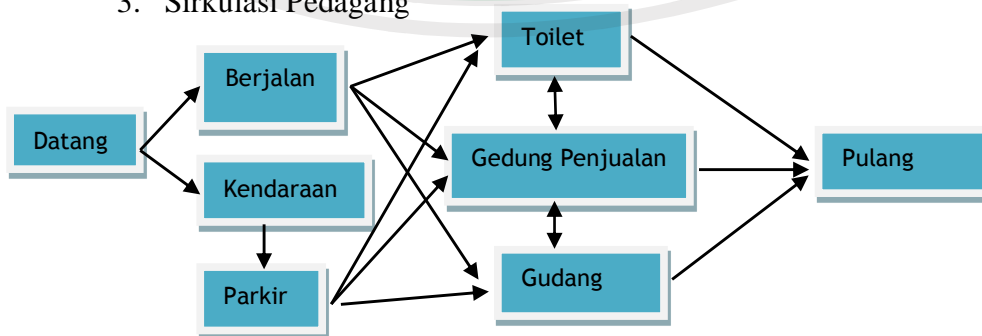 3. Sirkulasi Pedagang
Toilet
Berjalan
Datang
Gedung Penjualan
Pulang
Kendaraan
Gudang
Parkir